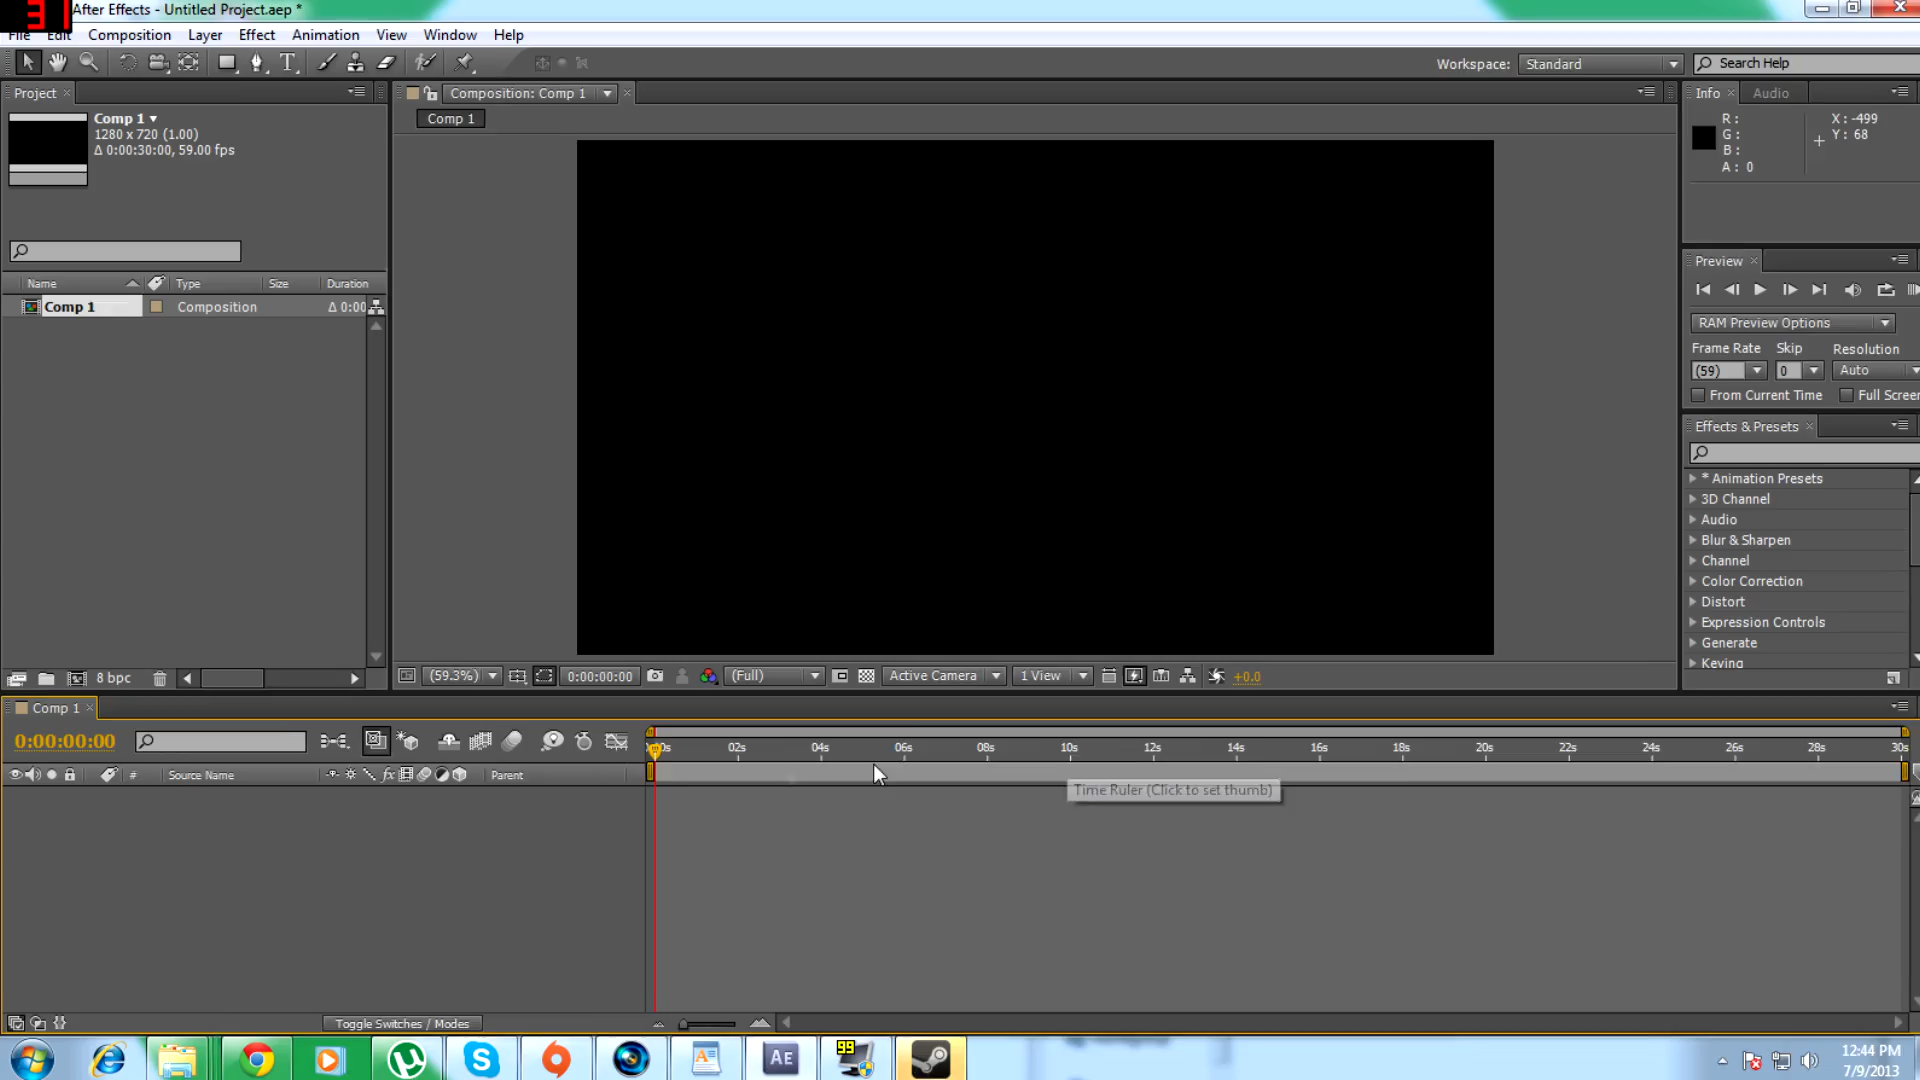 31
After Effects - Untitled Project.aep *
File Edit Composition Layer Effect Animation View Window Help
Workspace: Standard
Search Help
Project
Composition: Comp 1
Info Audio
Comp 1
1280 x 720 (1.00)
Δ 0:00:30:00, 59.00 fps
Comp 1
R :
G :
B :
A : 0
X : -499
Y : 68
Preview
Name Type Size Duration
Comp 1 Composition Δ 0:00
RAM Preview Options
Frame Rate Skip Resolution
(59) 0 Auto
From Current Time Full Screen
Effects & Presets
* Animation Presets
3D Channel
Audio
Blur & Sharpen
Channel
Color Correction
Distort
Expression Controls
Generate
Keying
8 bpc
(59.3%) 0:00:00:00 (Full) Active Camera 1 View +0.0
Comp 1
0:00:00:00
00s 02s 04s 06s 08s 10s 12s 14s 16s 18s 20s 22s 24s 26s 28s 30s
# Source Name fx Parent
Time Ruler (Click to set thumb)
Toggle Switches / Modes
AE
99
12:44 PM
7/9/2013